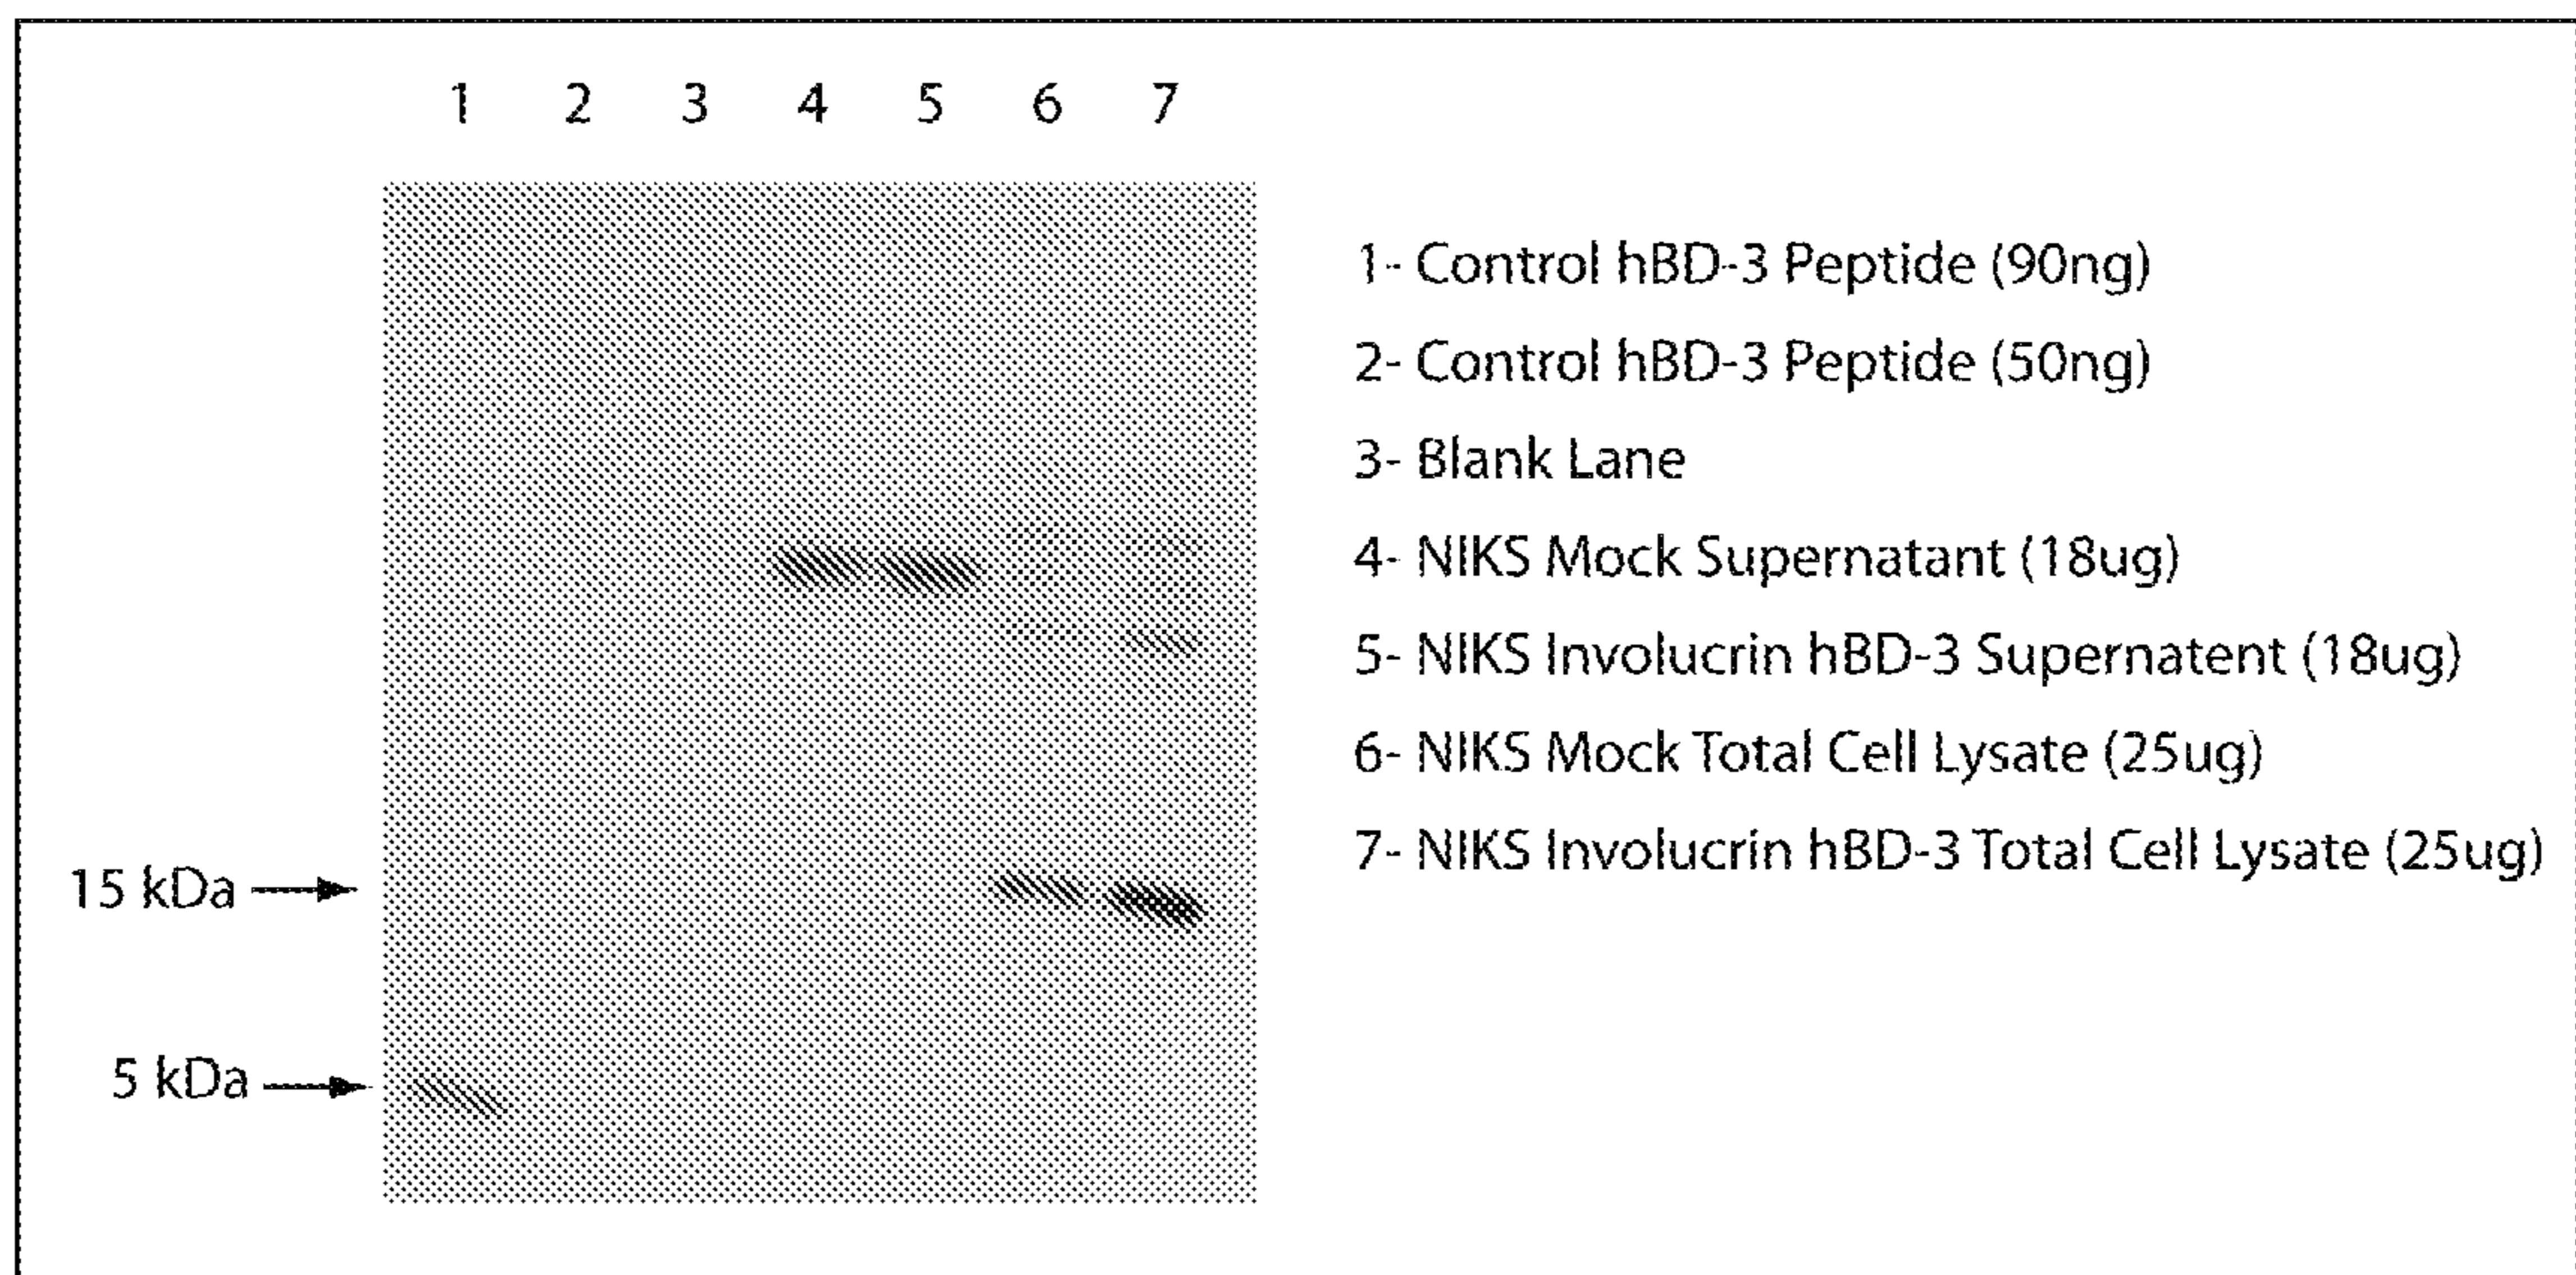 1 2 3 4 5 6 7
1- Control hBD-3 Peptide (90ng)
2- Control hBD-3 Peptide (50ng)
3- Blank Lane
4- NIKS Mock Supernatant (18ug)
5- NIKS Involucrin hBD-3 Supernatent (18ug)
6- NIKS Mock Total Cell Lysate (25ug)
7- NIKS Involucrin hBD-3 Total Cell Lysate (25ug)
15 kDa
5 kDa